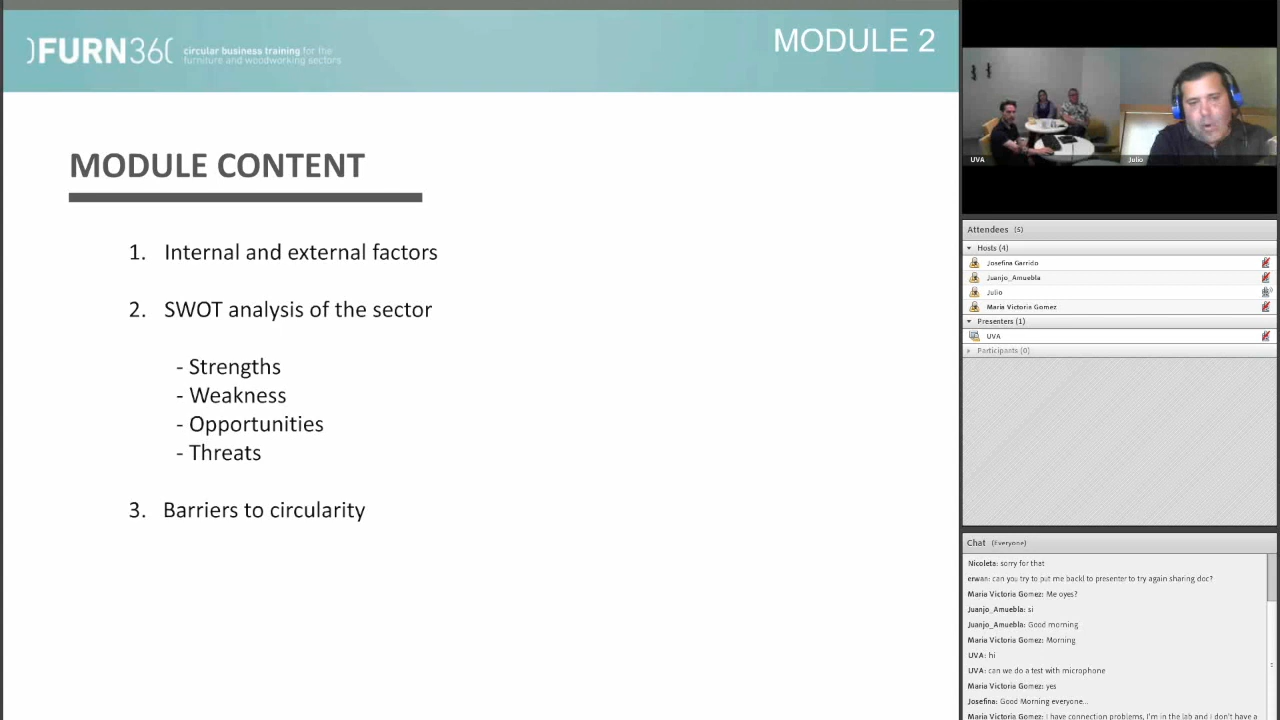 )FURN36(
circular business training for the
furniture and woodworking sectors
MODULE 2
MODULE CONTENT
1. Internal and external factors
2. SWOT analysis of the sector
- Strengths
- Weakness
- Opportunities
- Threats
3. Barriers to circularity
UVA
Julio
Attendees (5)
Hosts (4)
Josefina Garrido
Juanjo_Amuebla
Julio
Maria Victoria Gomez
Presenters (1)
UVA
Participants (0)
Chat (Everyone)
Nicoleta: sorry for that
erwan: can you try to put me backl to presenter to try again sharing doc?
Maria Victoria Gomez: Me oyes?
Juanjo_Amuebla: si
Juanjo_Amuebla: Good morning
Maria Victoria Gomez: Morning
UVA: hi
UVA: can we do a test with microphone
Maria Victoria Gomez: yes
Josefina: Good Morning everyone...
Maria Victoria Gomez: I have connection problems, I'm in the lab and I don't have a